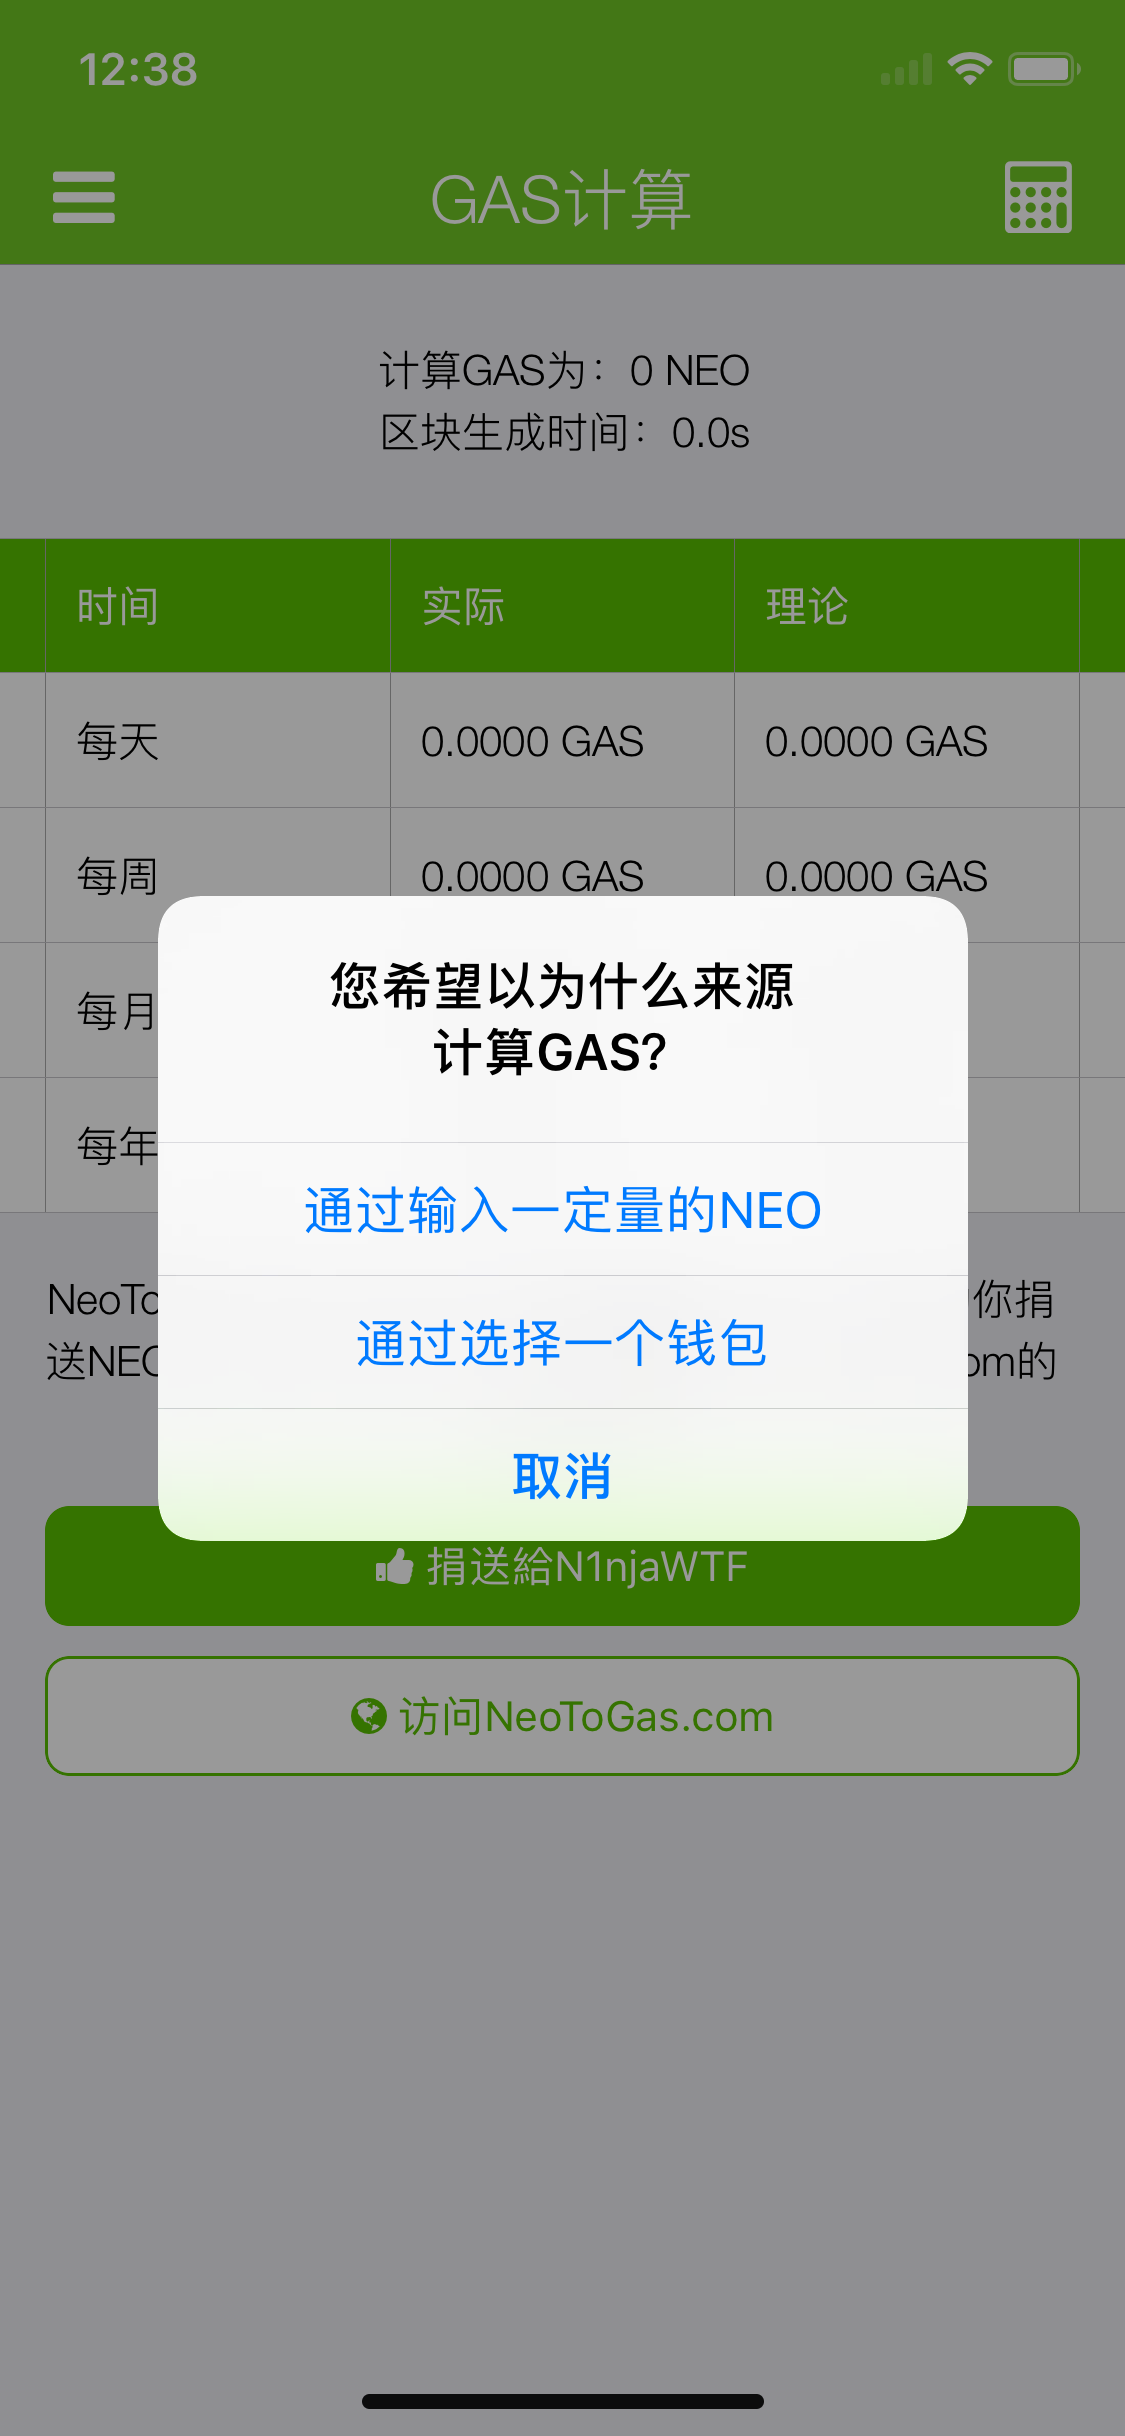 12:38
GAS计算
计算GAS为：0 NEO
区块生成时间：0.0s
时间 实际 理论
每天 0.0000 GAS 0.0000 GAS
每周 0.0000 GAS 0.0000 GAS
每月
每年
您希望以为什么来源
计算GAS?
通过输入一定量的NEO
通过选择一个钱包
取消
NeoTo 你捐
送NEO om的
捐送給N1njaWTF
访问NeoToGas.com